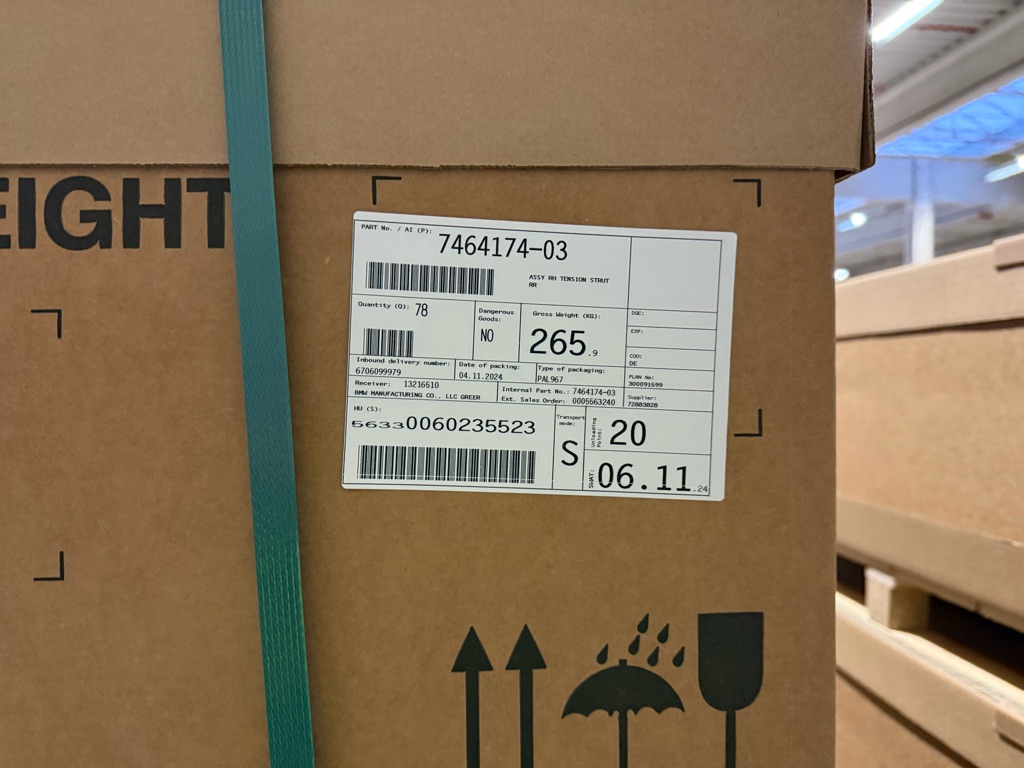 EIGHT
PART No. / AI (P):
7464174-03
ASSY RH TENSION STRUT
RR
Quantity (Q): 78
Dangerous
Goods:
NO
Gross Weight (KG):
265.9
DGC:
EXP:
COO:
DE
Inbound delivery number:
6706099979
Date of packing:
04.11.2024
Type of packaging:
PAL967
PLAN No:
300091599
Receiver: 13216510
BMW MANUFACTURING CO., LLC GREER
Internal Part No.: 7464174-03
Ext. Sales Order: 0005563240
Supplier:
72883828
HU (S):
56330060235523
Transport
mode:
S
Unloading
Point:
20
SWAT:
06.11.24